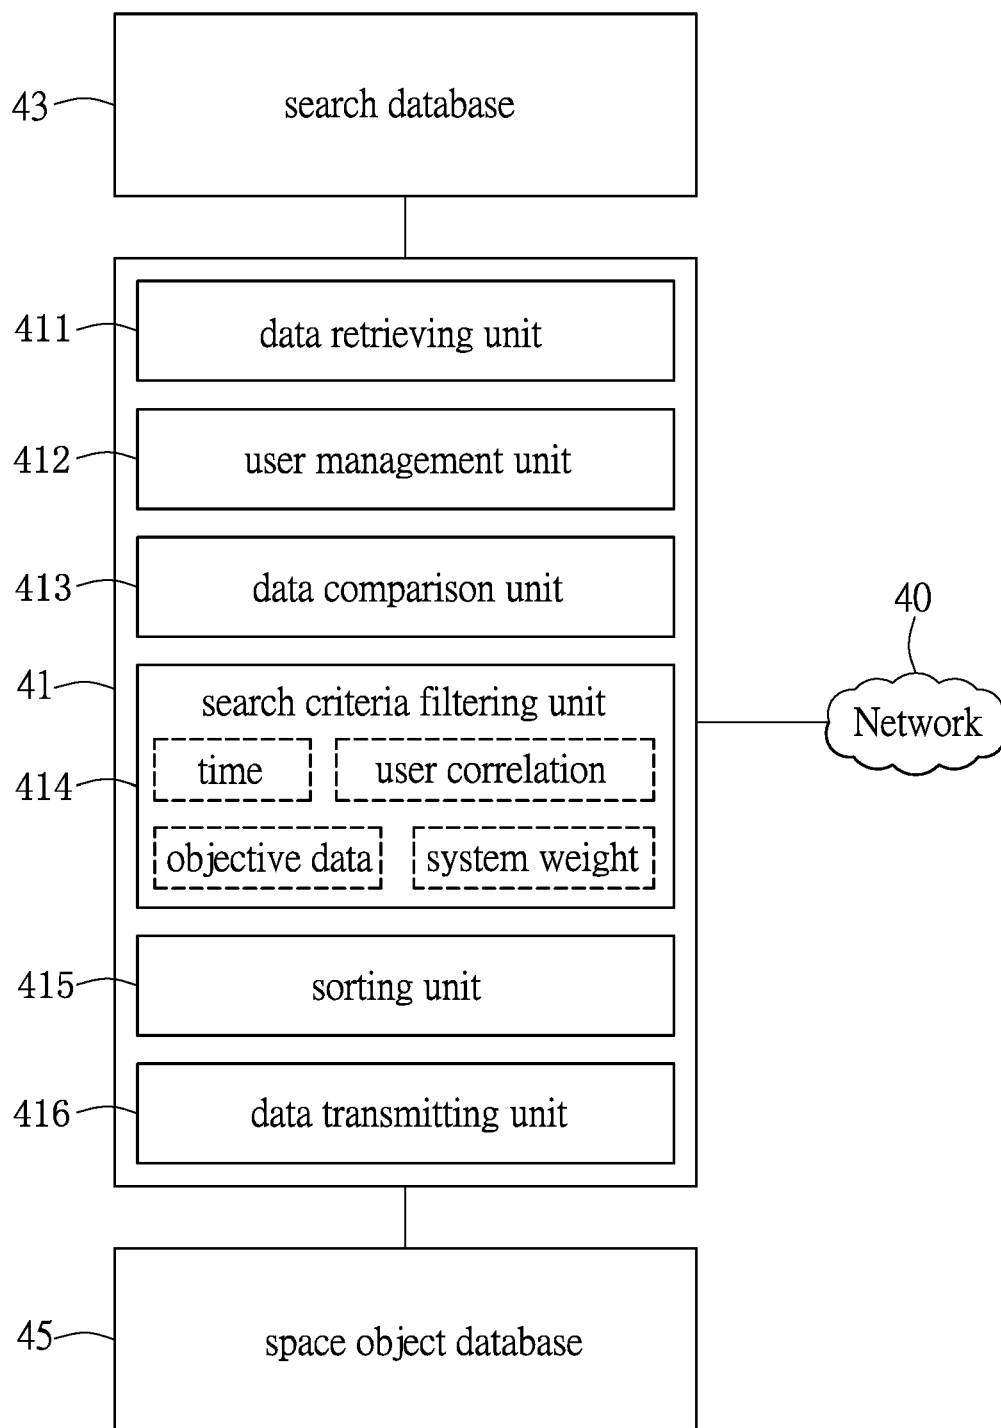 43
search database
411
data retrieving unit
412
user management unit
413
data comparison unit
40
41
search criteria filtering unit
Network
414
time
user correlation
objective data
system weight
415
sorting unit
416
data transmitting unit
45
space object database